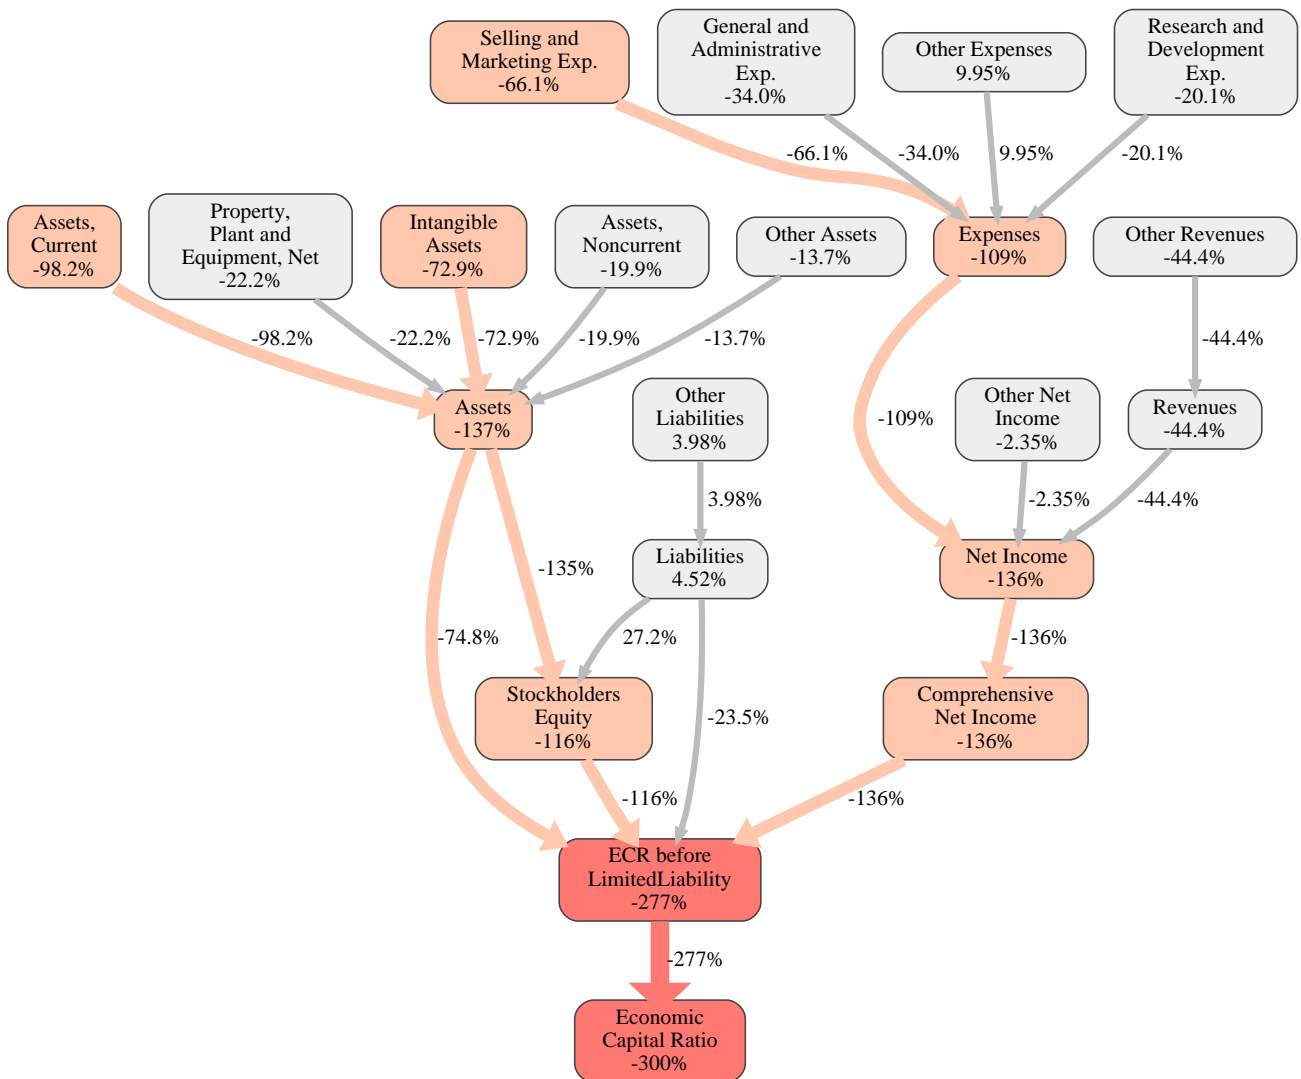 Selling and
Marketing Exp.
-66.1%
General and
Administrative
Exp.
-34.0%
Other Expenses
9.95%
Research and
Development
Exp.
-20.1%
-66.1%
-34.0%
9.95%
-20.1%
Assets,
Current
-98.2%
Property,
Plant and
Equipment, Net
-22.2%
Intangible
Assets
-72.9%
Assets,
Noncurrent
-19.9%
Other Assets
-13.7%
Expenses
-109%
Other Revenues
-44.4%
-98.2%
-22.2%
-72.9%
-19.9%
-13.7%
-44.4%
Assets
-137%
Other
Liabilities
3.98%
-109%
Other Net
Income
-2.35%
Revenues
-44.4%
3.98%
-2.35%
-44.4%
-135%
Liabilities
4.52%
Net Income
-136%
-74.8%
27.2%
-136%
Stockholders
Equity
-116%
-23.5%
Comprehensive
Net Income
-136%
-116%
-136%
ECR before
LimitedLiability
-277%
-277%
Economic
Capital Ratio
-300%